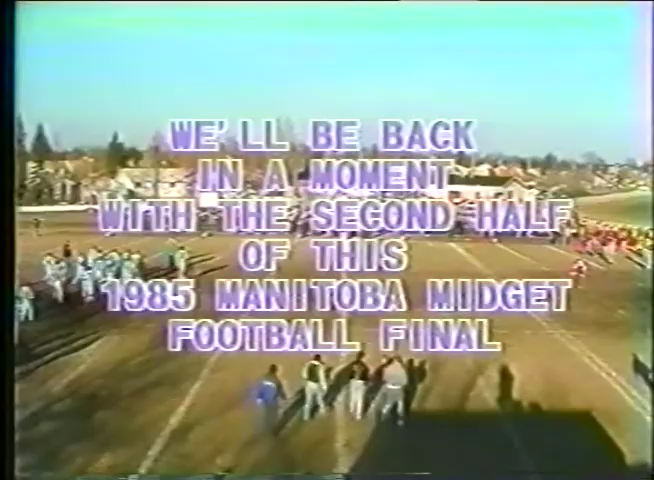 WE'LL BE BACK
IN A MOMENT
WITH THE SECOND HALF
OF THIS
1985 MANITOBA MIDGET
FOOTBALL FINAL